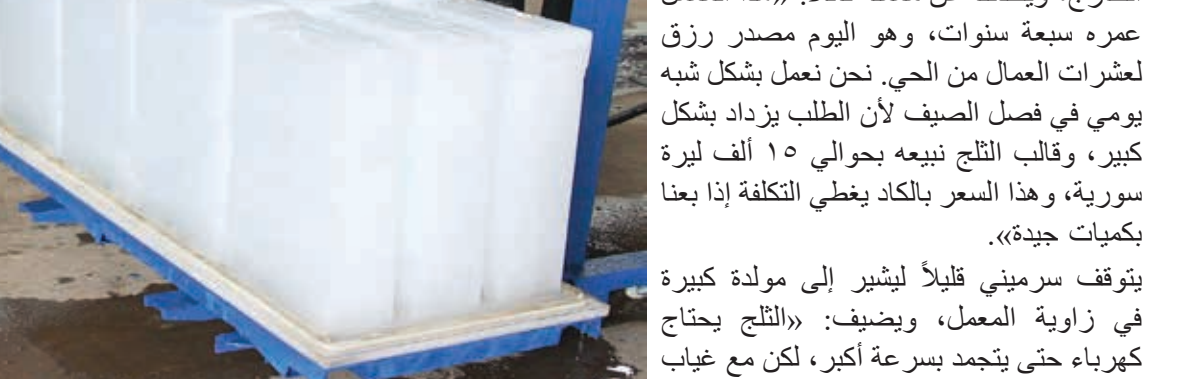 عمره سبعة سنوات، وهو اليوم مصدر رزق
لعشرات العمال من الحي. نحن نعمل بشكل شبه
يومي في فصل الصيف لأن الطلب يزداد بشكل
كبير، وقالب الثلج نبيعه بحوالي ١٥ ألف ليرة
سورية، وهذا السعر بالكاد يغطي التكلفة إذا بعنا
بكميات جيدة».
يتوقف سرميني قليلاً ليشير إلى مولدة كبيرة
في زاوية المعمل، ويضيف: «الثلج يحتاج
كهرباء حتى يتجمد بسرعة أكبر، لكن مع غياب